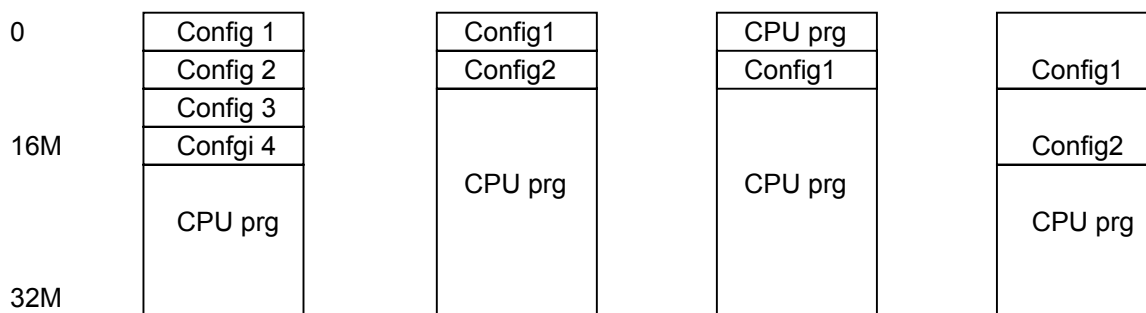 0 Config 1 Config1 CPU prg
Config 2 Config2 Config1 Config1
Config 3
16M Confgi 4 Config2
CPU prg CPU prg
CPU prg CPU prg
32M